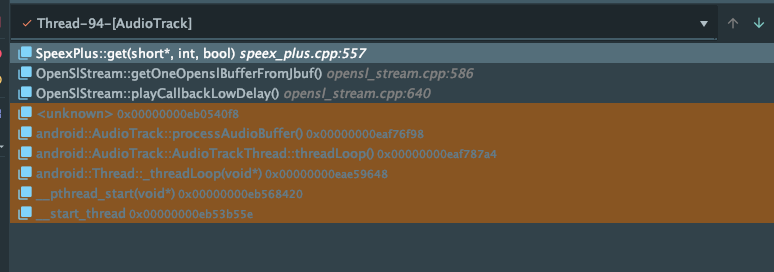 Thread-94-[AudioTrack]
SpeexPlus::get(short*, int, bool) speex_plus.cpp:557
OpenSlStream::getOneOpenslBufferFromJbuf() opensl_stream.cpp:586
OpenSlStream::playCallbackLowDelay() opensl_stream.cpp:640
<unknown> 0x00000000eb0540f8
android::AudioTrack::processAudioBuffer() 0x00000000eaf76f98
android::AudioTrack::AudioTrackThread::threadLoop() 0x00000000eaf787a4
android::Thread::_threadLoop(void*) 0x00000000eae59648
__pthread_start(void*) 0x00000000eb568420
__start_thread 0x00000000eb53b55e